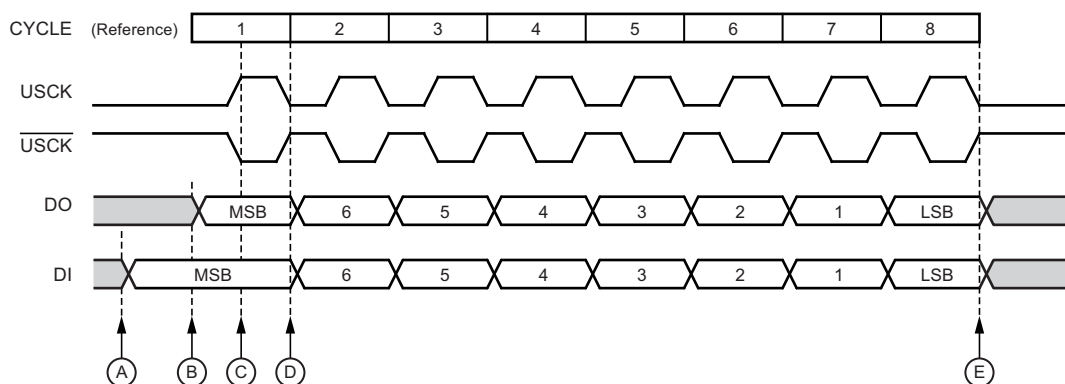 CYCLE (Reference) 1 2 3 4 5 6 7 8
USCK
U̅S̅C̅K̅
DO MSB 6 5 4 3 2 1 LSB
DI MSB 6 5 4 3 2 1 LSB
A B C D E